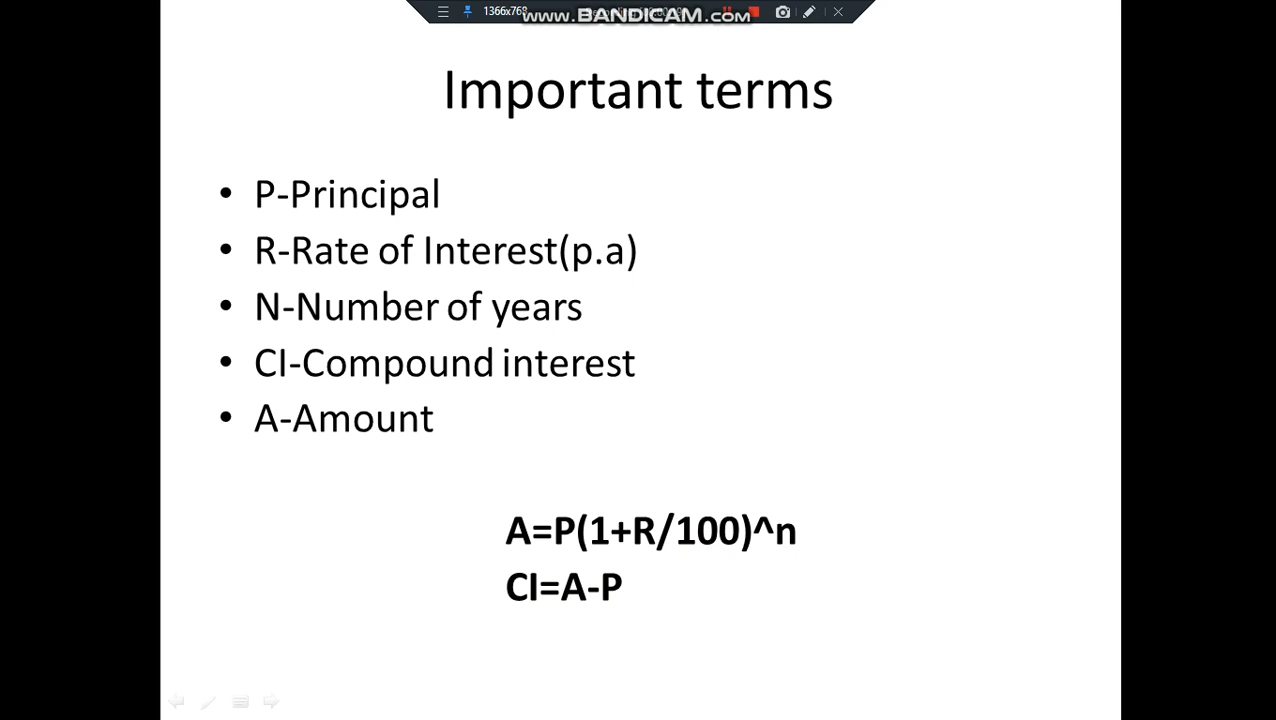 1366x768
www.BANDICAM.com
Important terms
• P-Principal
• R-Rate of Interest(p.a)
• N-Number of years
• CI-Compound interest
• A-Amount
A=P(1+R/100)^n
CI=A-P